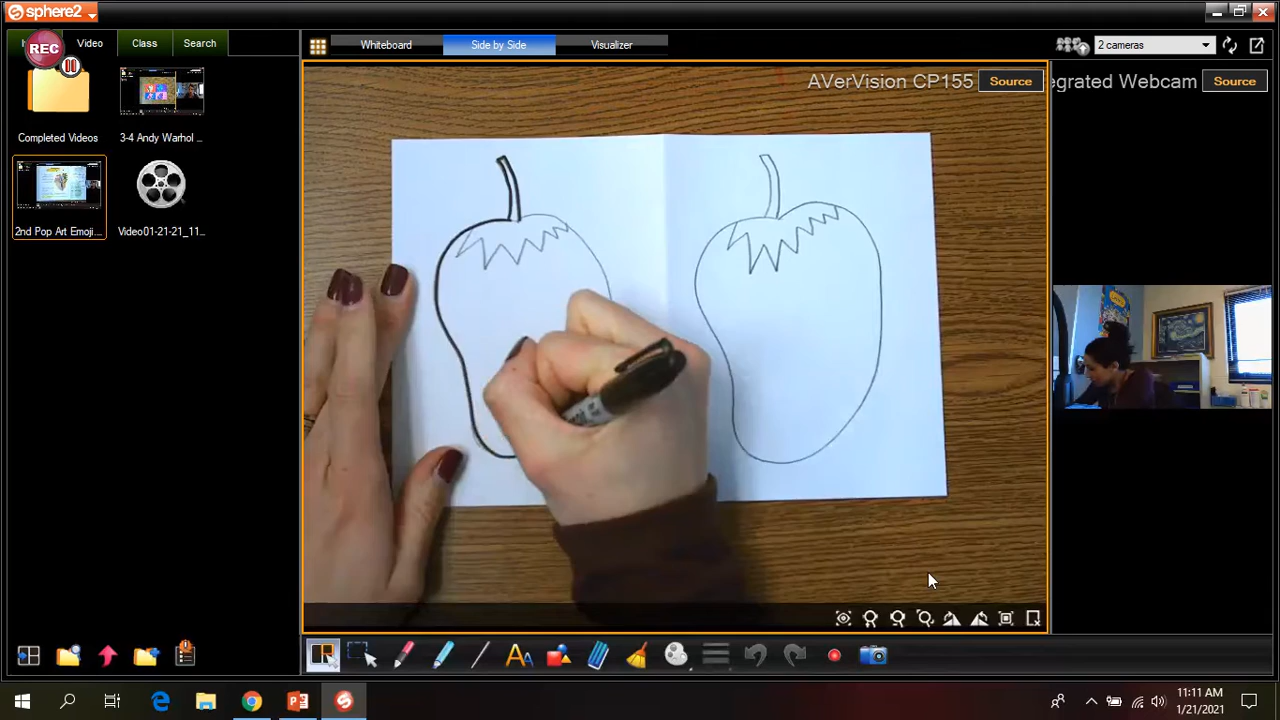 sphere2
REC
Video
Class
Search
Whiteboard
Side by Side
Visualizer
2 cameras
AVerVision CP155
Source
egrated Webcam
Source
Completed Videos
3-4 Andy Warhol ...
2nd Pop Art Emoji...
Video01-21-21_11...
11:11 AM
1/21/2021